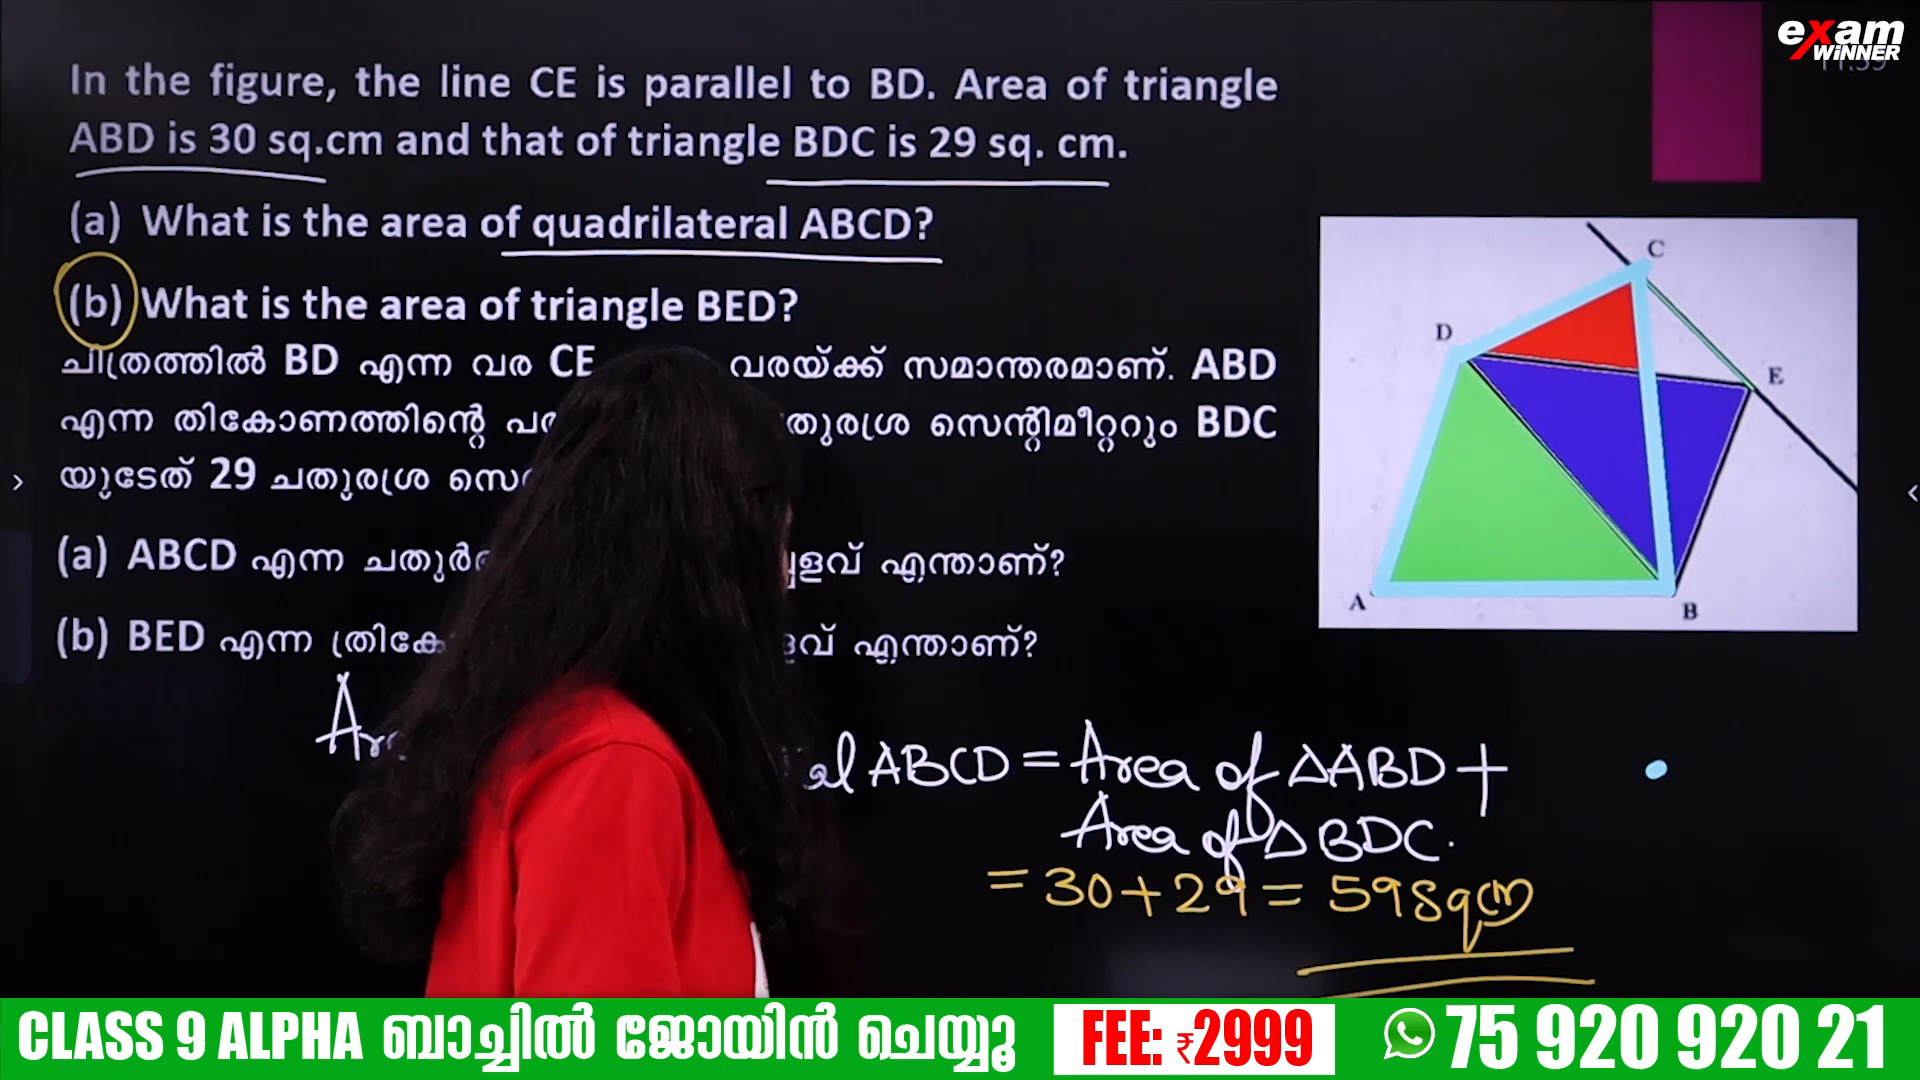 exam
WiNNER
In the figure, the line CE is parallel to BD. Area of triangle
ABD is 30 sq.cm and that of triangle BDC is 29 sq. cm.
(a) What is the area of quadrilateral ABCD?
(b) What is the area of triangle BED?
ചിത്രത്തിൽ BD എന്ന വര CE വരയ്ക്ക് സമാന്തരമാണ്. ABD
എന്ന തികോണത്തിന്റെ ചതുരശ്ര സെന്റിമീറ്ററും BDC
യുടേത് 29 ചതുരശ്ര
(a) ABCD എന്ന എന്താണ്?
(b) BED എന്ന എന്താണ്?
C
D
E
A
B
ABCD = Area of △ABD +
Area of △ BDC.
= 30 + 29 = 59 sq cm
CLASS 9 ALPHA ബാച്ചിൽ ജോയിൻ ചെയ്യൂ FEE: ₹2999 75 920 920 21